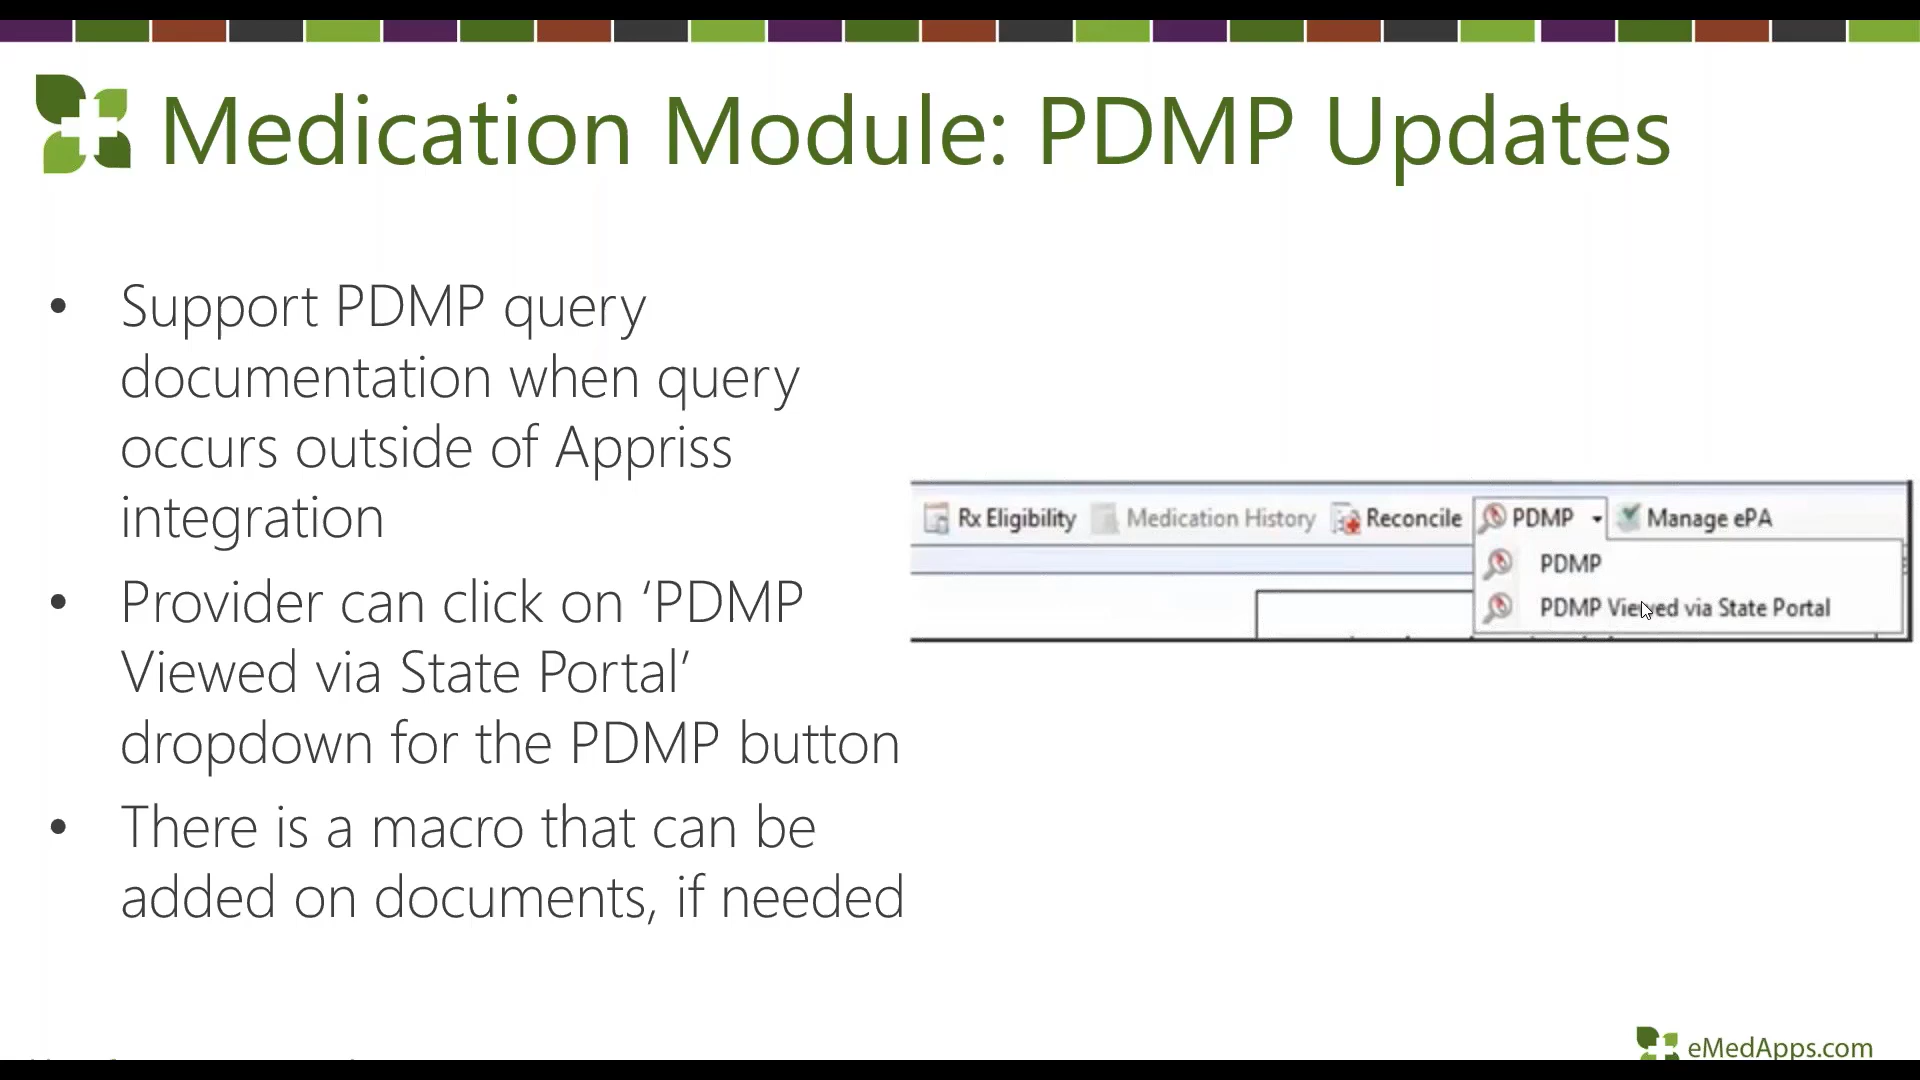 Medication Module: PDMP Updates
• Support PDMP query
documentation when query
occurs outside of Appriss
integration
• Provider can click on ‘PDMP
Viewed via State Portal’
dropdown for the PDMP button
• There is a macro that can be
added on documents, if needed
Rx Eligibility Medication History Reconcile PDMP Manage ePA
PDMP
PDMP Viewed via State Portal
eMedApps.com